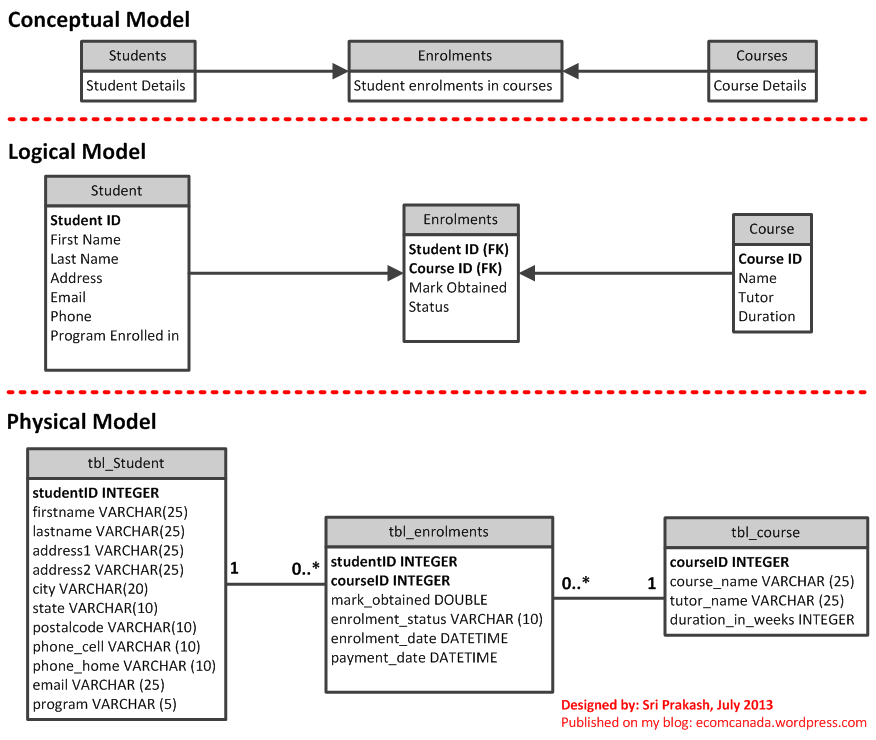 Conceptual Model
Students
Student Details
Enrolments
Student enrolments in courses
Courses
Course Details
Logical Model
Student
Student ID
First Name
Last Name
Address
Email
Phone
Program Enrolled in
Enrolments
Student ID (FK)
Course ID (FK)
Mark Obtained
Status
Course
Course ID
Name
Tutor
Duration
Physical Model
tbl_Student
studentID INTEGER
firstname VARCHAR(25)
lastname VARCHAR(25)
address1 VARCHAR(25)
address2 VARCHAR(25)
city VARCHAR(20)
state VARCHAR(10)
postalcode VARCHAR(10)
phone_cell VARCHAR (10)
phone_home VARCHAR (10)
email VARCHAR (25)
program VARCHAR (5)
1
0..*
tbl_enrolments
studentID INTEGER
courseID INTEGER
mark_obtained DOUBLE
enrolment_status VARCHAR (10)
enrolment_date DATETIME
payment_date DATETIME
0..*
1
tbl_course
courseID INTEGER
course_name VARCHAR (25)
tutor_name VARCHAR (25)
duration_in_weeks INTEGER
Designed by: Sri Prakash, July 2013
Published on my blog: ecomcanada.wordpress.com